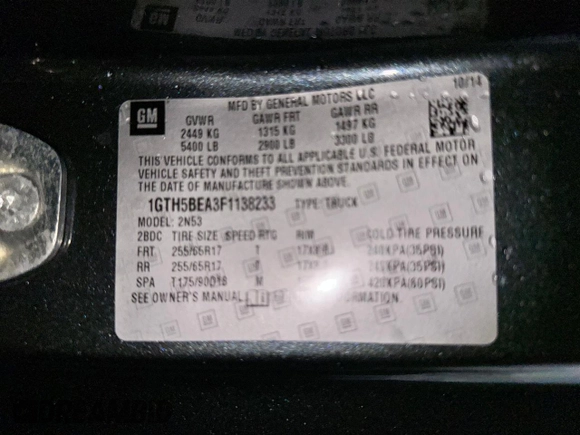 GM
MFD BY GENERAL MOTORS LLC
10/14
GVWR GAWR FRT GAWR RR
2449 KG 1315 KG 1497 KG
5400 LB 2900 LB 3300 LB
THIS VEHICLE CONFORMS TO ALL APPLICABLE U.S. FEDERAL MOTOR
VEHICLE SAFETY AND THEFT PREVENTION STANDARDS IN EFFECT ON
THE DATE OF MANUFACTURE SHOWN ABOVE.
1GTH5BEA3F1138233 TYPE: TRUCK
MODEL: 2N53
2BDC TIRE SIZE SPEED RTG RIM COLD TIRE PRESSURE
FRT 255/65R17 T 240KPA(35PSI)
RR 255/65R17 (35PSI)
SPA T175/90D18 M 420KPA(60PSI)
SEE OWNER'S MANUAL INFORMATION.